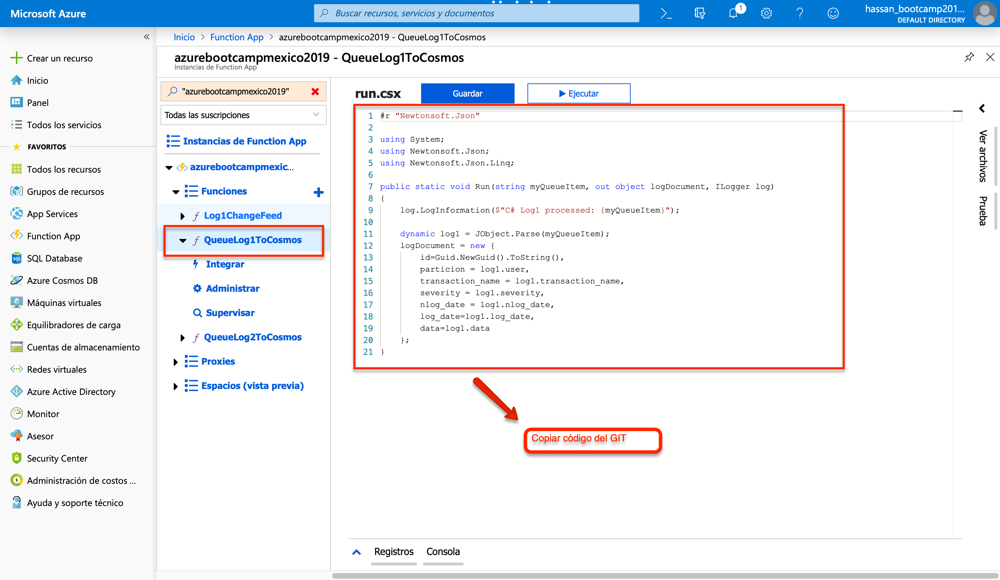 Microsoft Azure
Buscar recursos, servicios y documentos
1
hassan_bootcamp201...
DEFAULT DIRECTORY
«
Inicio > Function App > azurebootcampmexico2019 - QueueLog1ToCosmos
azurebootcampmexico2019 - QueueLog1ToCosmos
Instancias de Function App
Crear un recurso
Inicio
Panel
Todos los servicios
FAVORITOS
Todos los recursos
Grupos de recursos
App Services
Function App
SQL
SQL Database
Azure Cosmos DB
Máquinas virtuales
Equilibradores de carga
Cuentas de almacenamiento
Redes virtuales
Azure Active Directory
Monitor
Asesor
Security Center
Administración de costos ...
Ayuda y soporte técnico
"azurebootcampmexico2019"
Todas las suscripciones
Instancias de Function App
azurebootcampmexic...
Funciones
Log1ChangeFeed
QueueLog1ToCosmos
Integrar
Administrar
Supervisar
QueueLog2ToCosmos
Proxies
Espacios (vista previa)
run.csx
Guardar
Ejecutar
1 #r "Newtonsoft.Json"
2
3 using System;
4 using Newtonsoft.Json;
5 using Newtonsoft.Json.Linq;
6
7 public static void Run(string myQueueItem, out object logDocument, ILogger log)
8 {
9 log.LogInformation($"C# Log1 processed: {myQueueItem}");
10
11 dynamic log1 = JObject.Parse(myQueueItem);
12 logDocument = new {
13 id=Guid.NewGuid().ToString(),
14 particion = log1.user,
15 transaction_name = log1.transaction_name,
16 severity = log1.severity,
17 nlog_date = log1.nlog_date,
18 log_date=log1.log_date,
19 data=log1.data
20 };
21 }
Copiar código del GIT
Ver archivos
Prueba
Registros
Consola